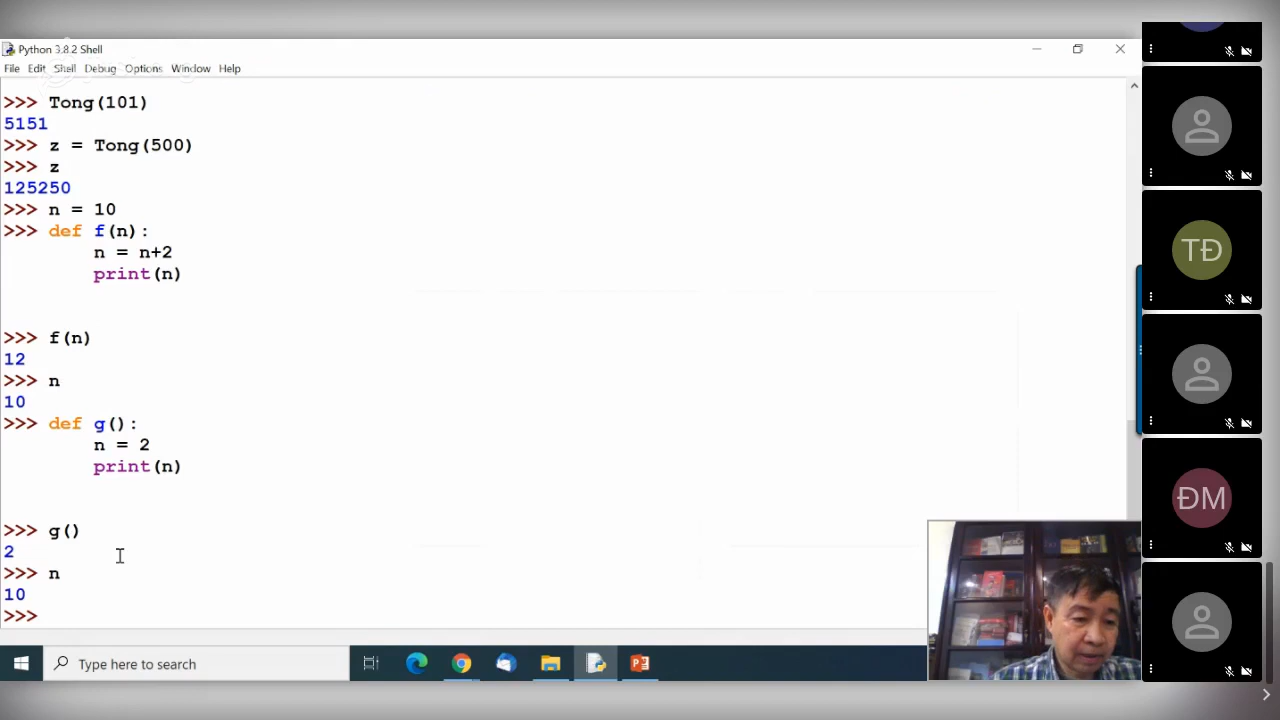 Python 3.8.2 Shell
File Edit Shell Debug Options Window Help
>>> Tong(101)
5151
>>> z = Tong(500)
>>> z
125250
>>> n = 10
>>> def f(n):
n = n+2
print(n)
>>> f(n)
12
>>> n
10
>>> def g():
n = 2
print(n)
>>> g()
2
>>> n
10
>>>
Type here to search
TĐ
ĐM